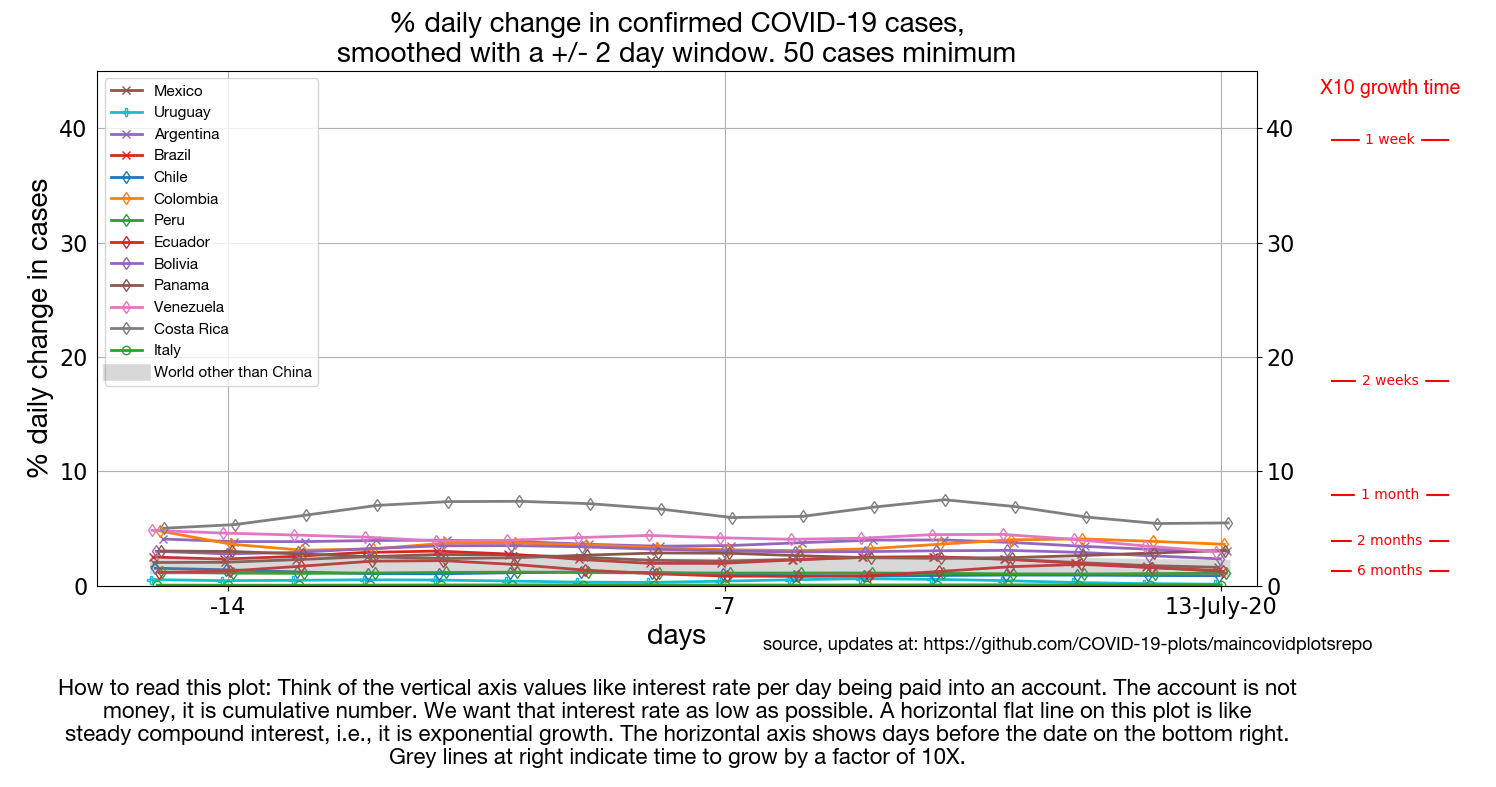 % daily change in confirmed COVID-19 cases,
smoothed with a +/- 2 day window. 50 cases minimum
X10 growth time
Mexico
Uruguay
Argentina
Brazil
Chile
Colombia
Peru
Ecuador
Bolivia
Panama
Venezuela
Costa Rica
Italy
World other than China
% daily change in cases
40
30
20
10
0
40
30
20
10
0
1 week
2 weeks
1 month
2 months
6 months
-14
-7
13-July-20
days
source, updates at: https://github.com/COVID-19-plots/maincovidplotsrepo
How to read this plot: Think of the vertical axis values like interest rate per day being paid into an account. The account is not
money, it is cumulative number. We want that interest rate as low as possible. A horizontal flat line on this plot is like
steady compound interest, i.e., it is exponential growth. The horizontal axis shows days before the date on the bottom right.
Grey lines at right indicate time to grow by a factor of 10X.